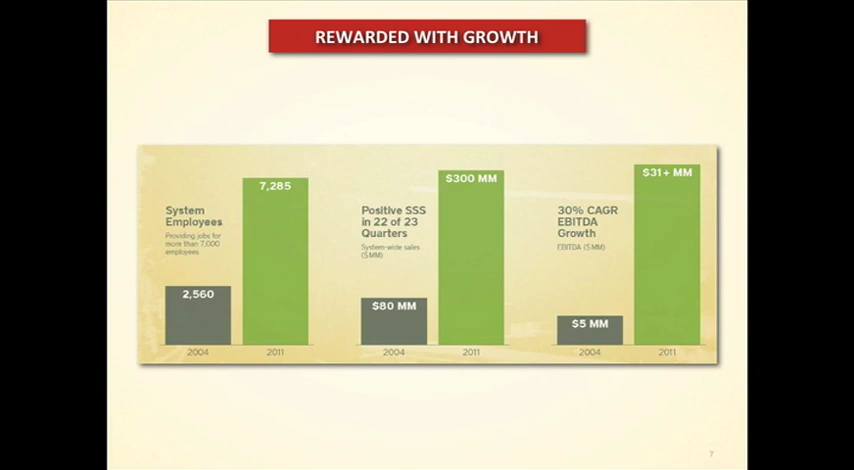 REWARDED WITH GROWTH
System
Employees
Providing jobs for
more than 7,000
employees
2,560
7,285
2004
2011
Positive SSS
in 22 of 23
Quarters
System-wide sales
($MM)
$80 MM
$300 MM
2004
2011
30% CAGR
EBITDA
Growth
EBITDA ($MM)
$5 MM
$31+ MM
2004
2011
7